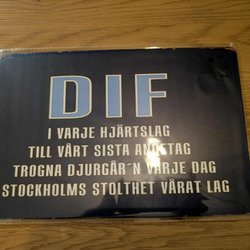 DIF
I VARJE HJÄRTSLAG
TILL VÅRT SISTA ANDETAG
TROGNA DJURGÅR´N VARJE DAG
STOCKHOLMS STOLTHET VÅRAT LAG